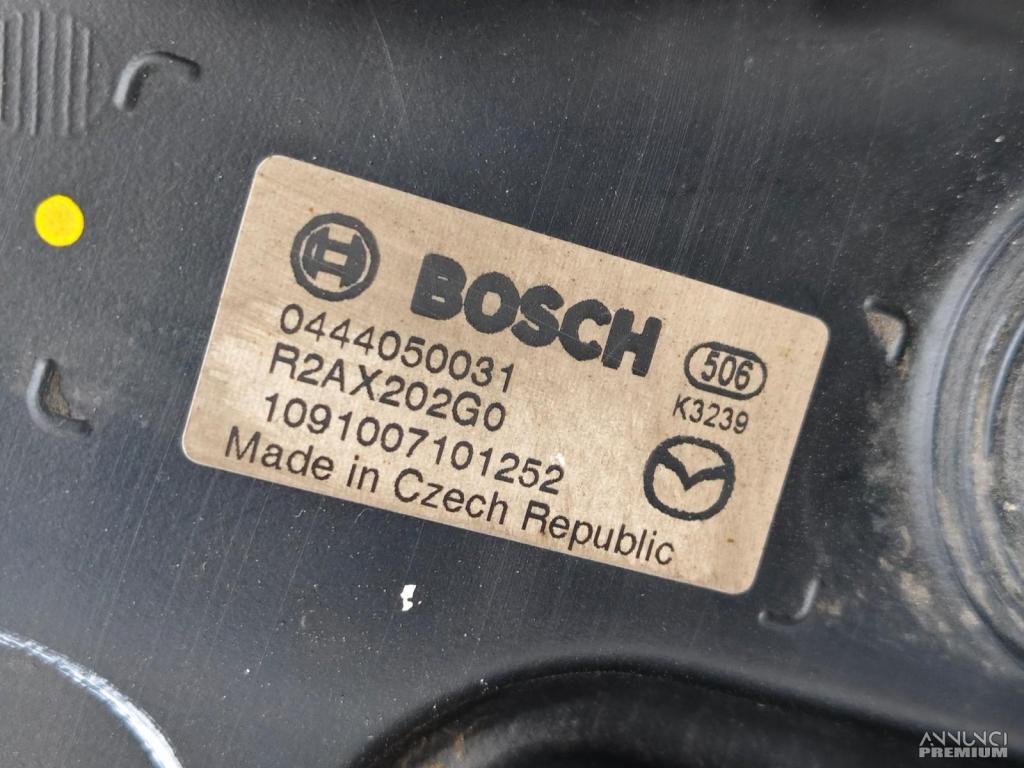 BOSCH
0444050031
506
R2AX202G0
K3239
1091007101252
Made in Czech Republic
ANNUNCI
PREMIUM